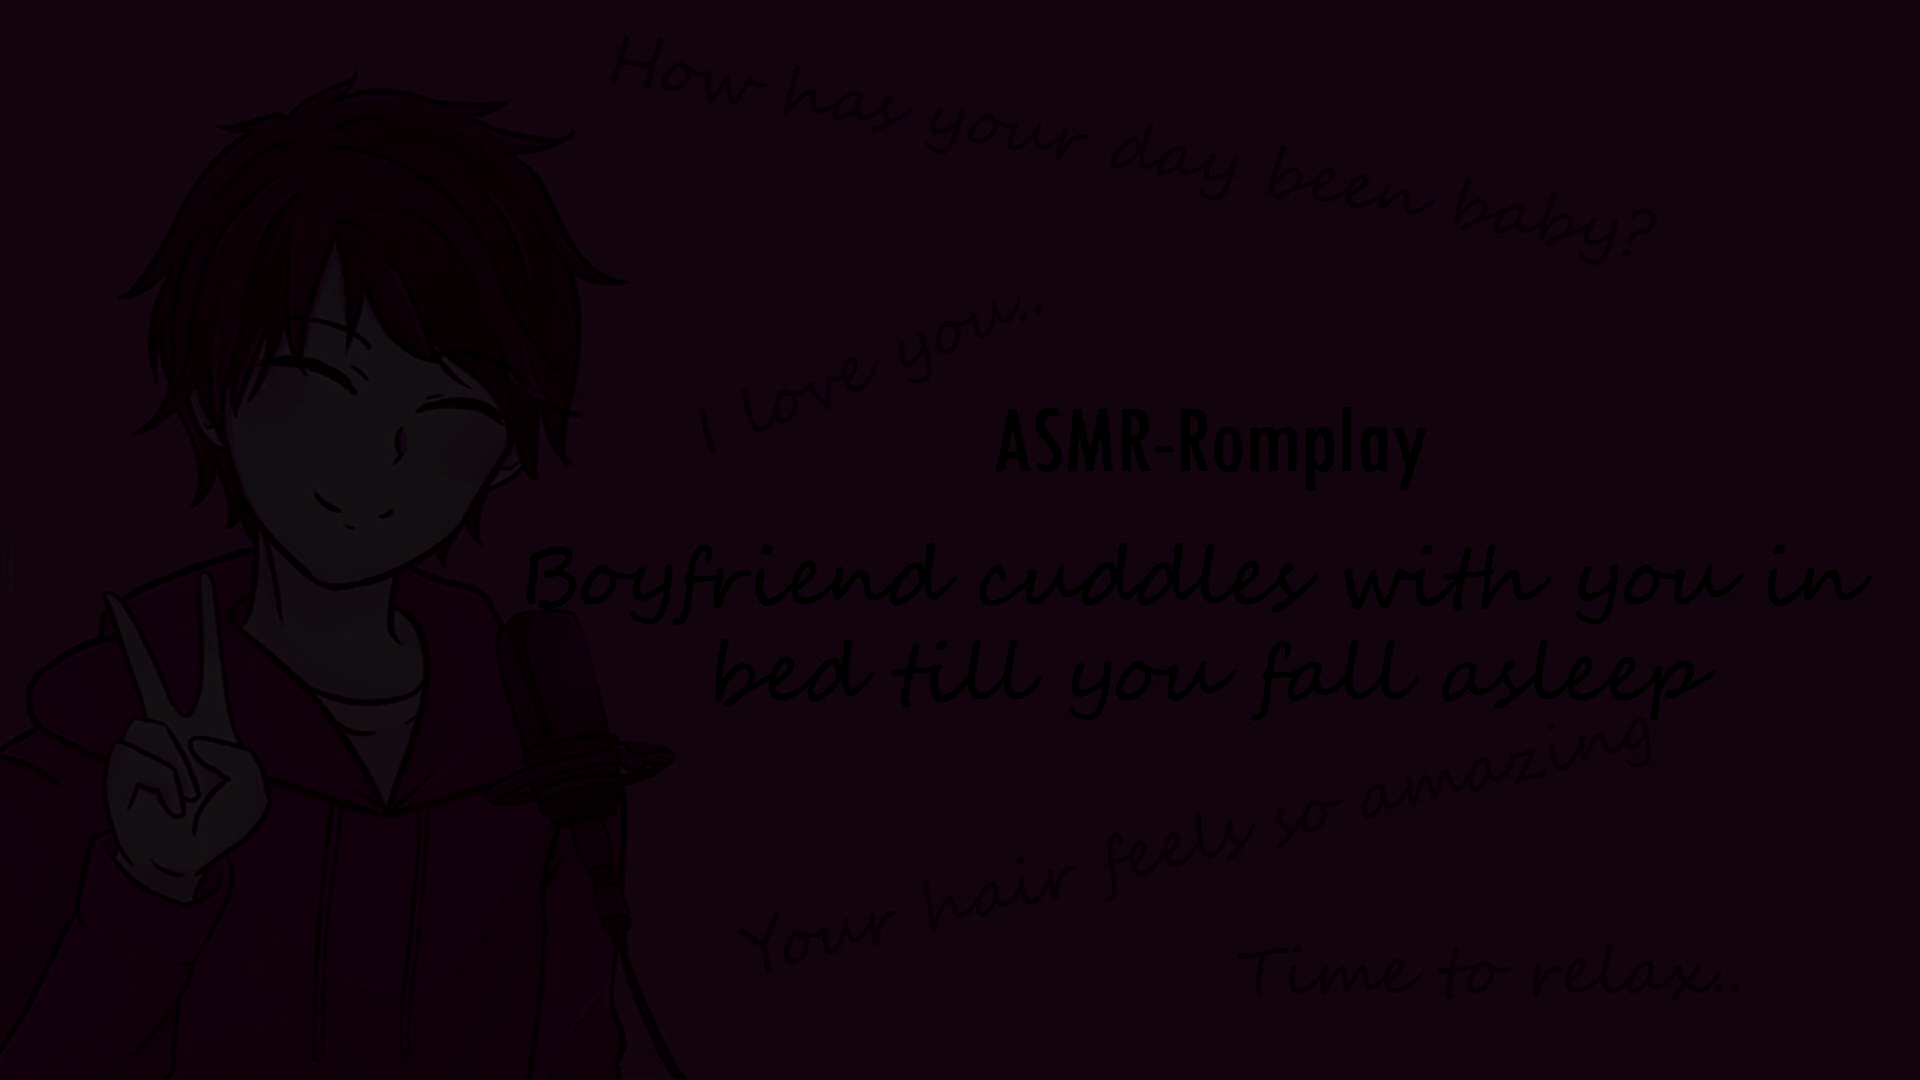 How has your day been baby?
I love you..
ASMR-Romplay
Boyfriend cuddles with you in
bed till you fall asleep
Your hair feels so amazing
Time to relax..